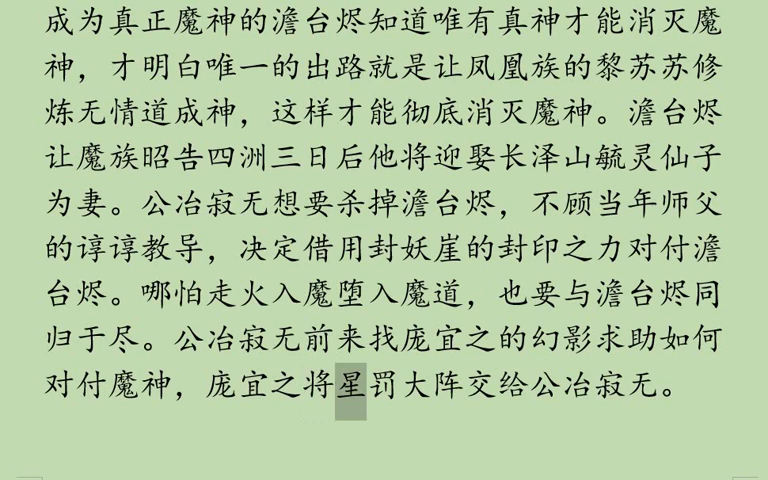 成为真正魔神的澹台烬知道唯有真神才能消灭魔
神，才明白唯一的出路就是让凤凰族的黎苏苏修
炼无情道成神，这样才能彻底消灭魔神。澹台烬
让魔族昭告四洲三日后他将迎娶长泽山毓灵仙子
为妻。公冶寂无想要杀掉澹台烬，不顾当年师父
的谆谆教导，决定借用封妖崖的封印之力对付澹
台烬。哪怕走火入魔堕入魔道，也要与澹台烬同
归于尽。公冶寂无前来找庞宜之的幻影求助如何
对付魔神，庞宜之将星罚大阵交给公冶寂无。